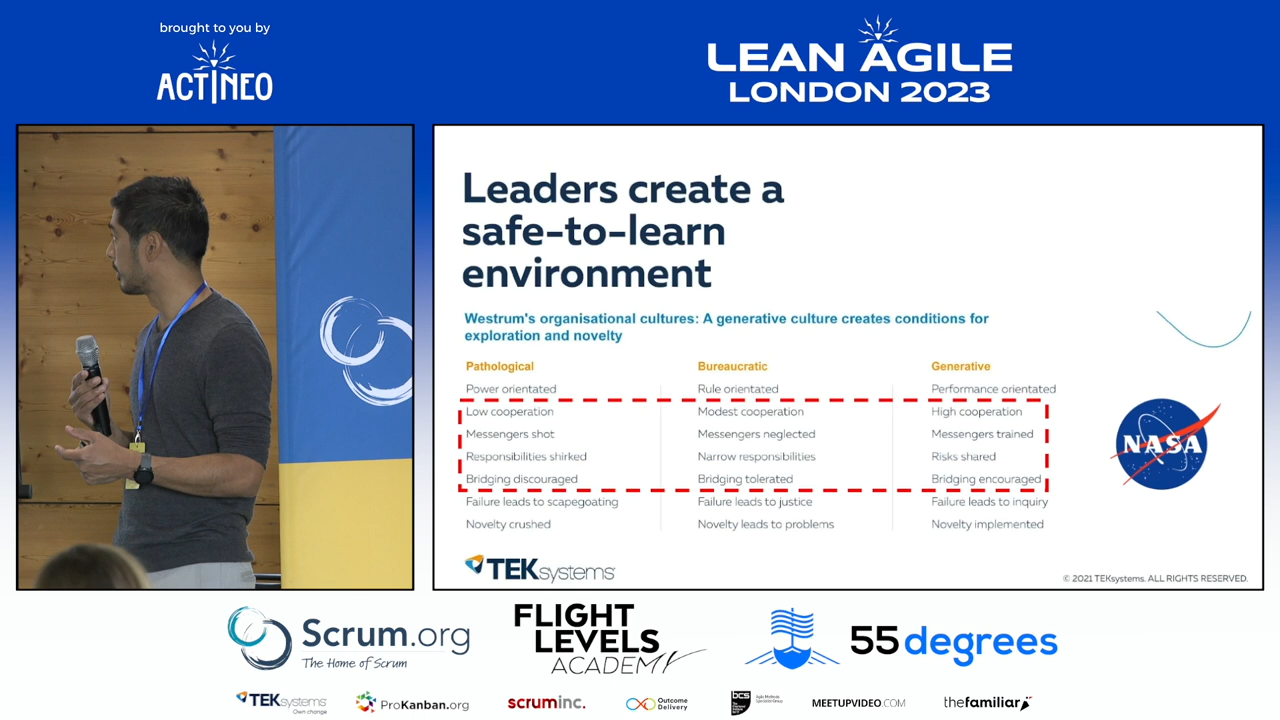 brought to you by
ACTINEO
LEAN AGILE
LONDON 2023
Leaders create a
safe-to-learn
environment
Westrum's organisational cultures: A generative culture creates conditions for
exploration and novelty
Pathological Bureaucratic Generative
Power orientated Rule orientated Performance orientated
Low cooperation Modest cooperation High cooperation
Messengers shot Messengers neglected Messengers trained
Responsibilities shirked Narrow responsibilities Risks shared
Bridging discouraged Bridging tolerated Bridging encouraged
Failure leads to scapegoating Failure leads to justice Failure leads to inquiry
Novelty crushed Novelty leads to problems Novelty implemented
NASA
TEKsystems
© 2021 TEKsystems. ALL RIGHTS RESERVED.
Scrum.org
The Home of Scrum
FLIGHT
LEVELS
ACADEMY
55degrees
TEKsystems
Own change
ProKanban.org
scruminc.
Outcome
Delivery
bcs
MEETUPVIDEO.COM
thefamiliar